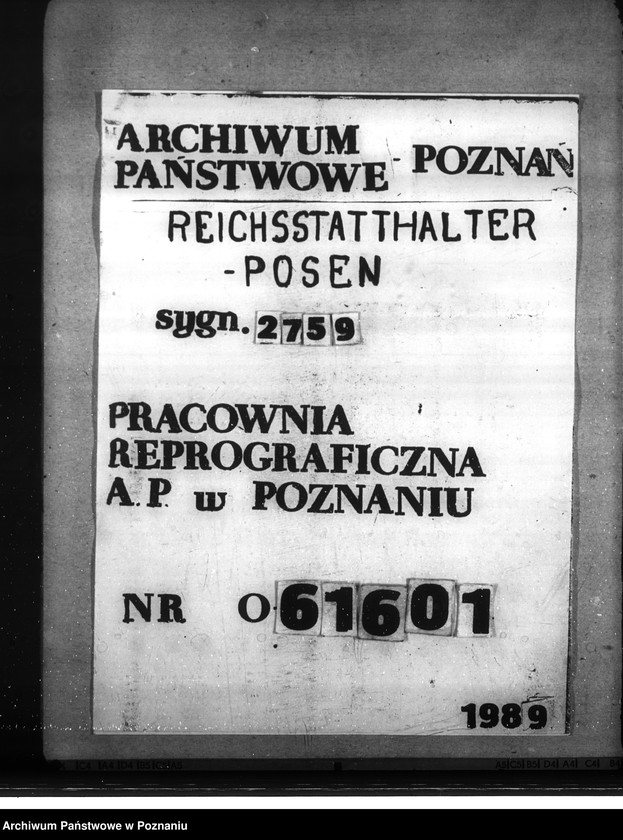 ARCHIWUM
PAŃSTWOWE - POZNAŃ
REICHSSTATTHALTER
-POSEN
sygn. 2759
PRACOWNIA
REPROGRAFICZNA
A.P. w POZNANIU
NR O.61601
1989
Archiwum Państwowe w Poznaniu